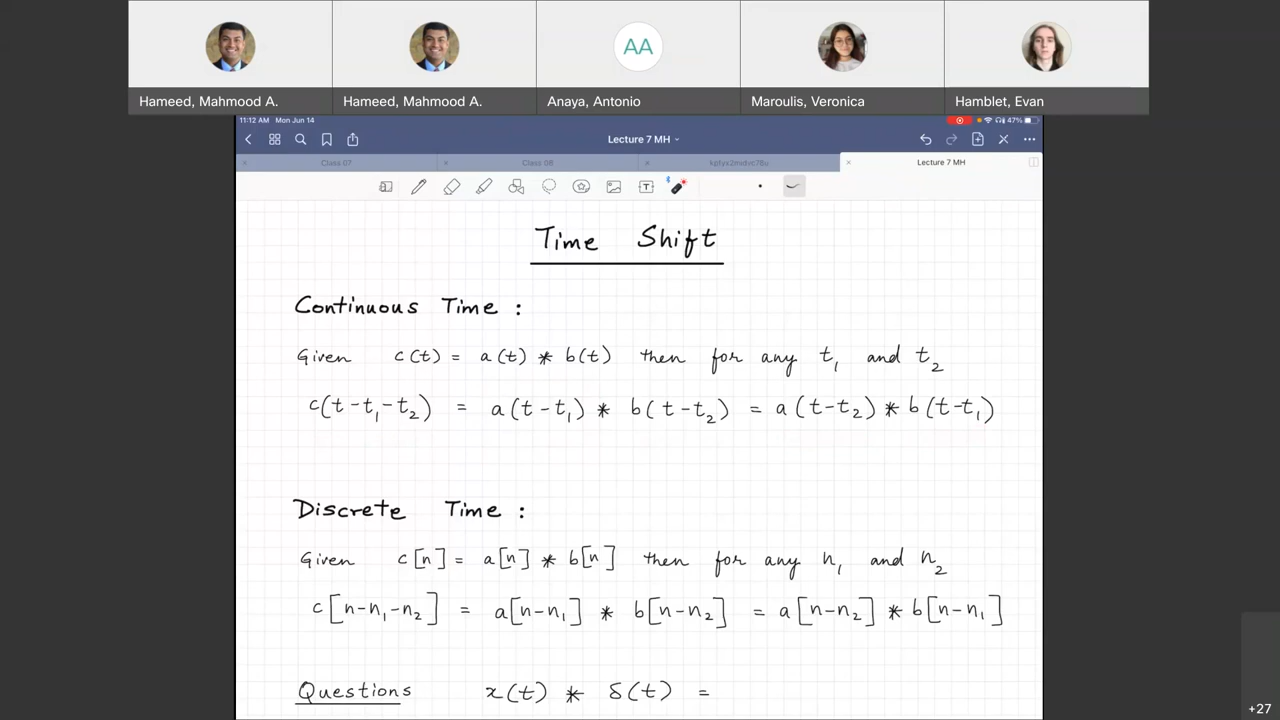 AA
Hameed, Mahmood A.
Hameed, Mahmood A.
Anaya, Antonio
Maroulis, Veronica
Hamblet, Evan
11:12 AM Mon Jun 14
47%
Lecture 7 MH
Class 07
Class 08
Lecture 7 MH
Time Shift
Continuous Time :
Given c(t) = a(t) * b(t) then for any t₁ and t₂
c(t-t₁-t₂) = a(t-t₁) * b(t-t₂) = a(t-t₂) * b(t-t₁)
Discrete Time :
Given c[n] = a[n] * b[n] then for any n₁ and n₂
c[n-n₁-n₂] = a[n-n₁] * b[n-n₂] = a[n-n₂] * b[n-n₁]
Questions x(t) * δ(t) =
+27